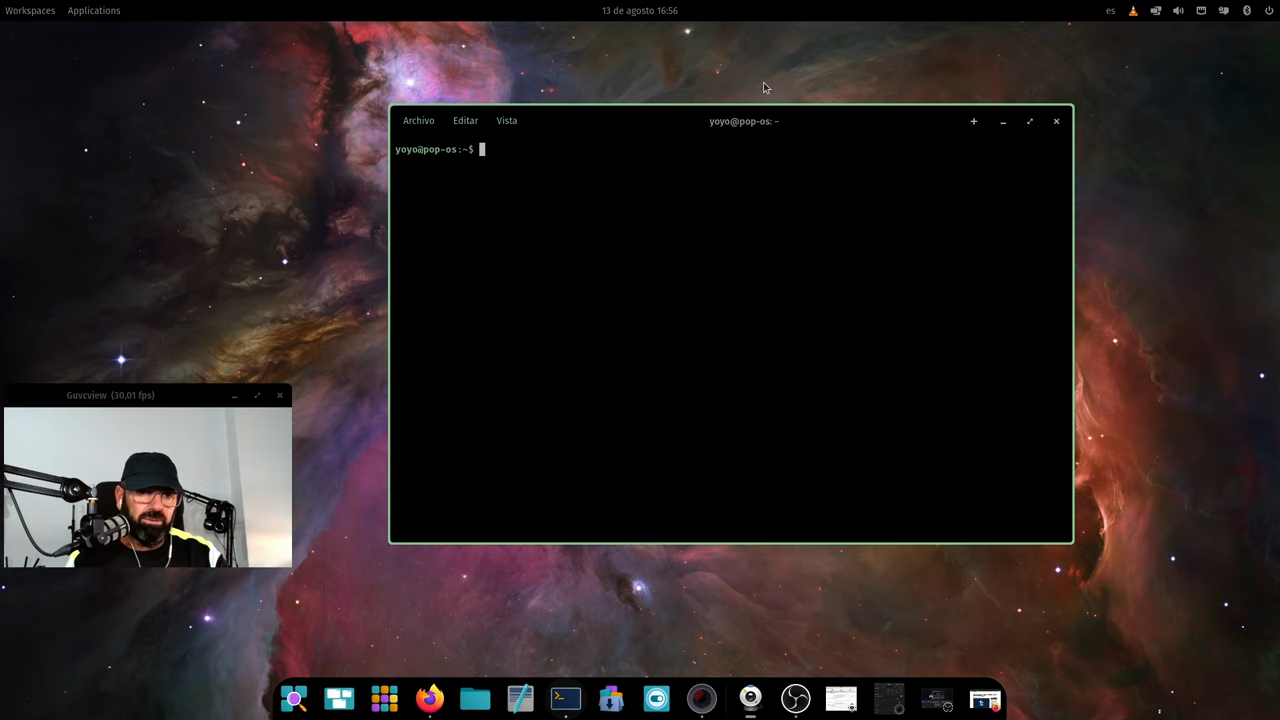 Workspaces Applications 13 de agosto 16:56 es
Archivo Editar Vista yoyo@pop-os: ~
yoyo@pop-os:~$
Guvcview (30,01 fps)